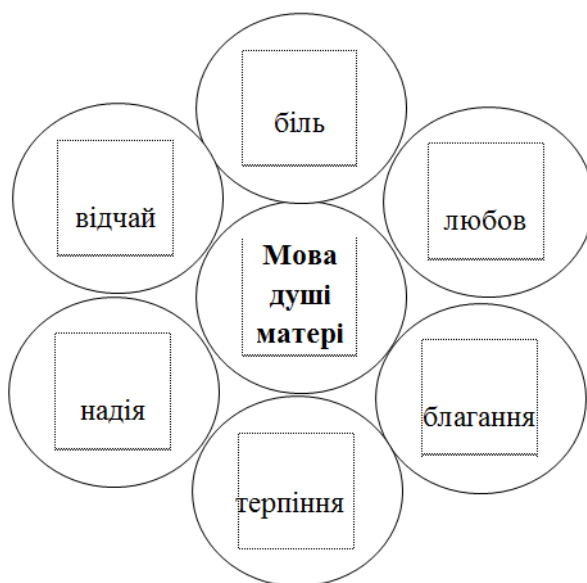 біль
відчай
любов
Мова
душі
матері
надія
благання
терпіння